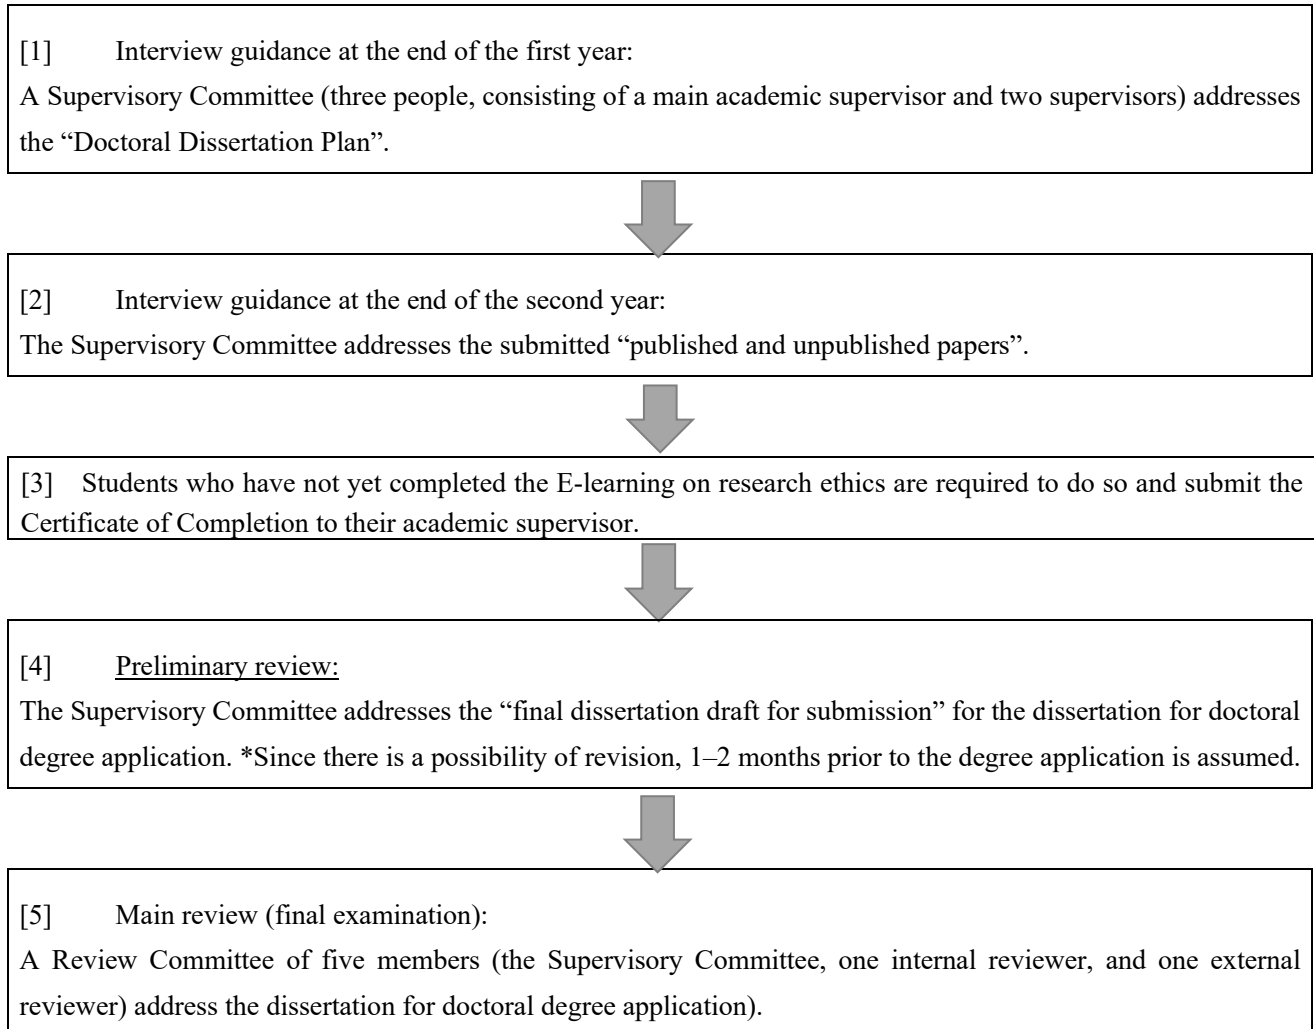 [1] Interview guidance at the end of the first year:
A Supervisory Committee (three people, consisting of a main academic supervisor and two supervisors) addresses
the “Doctoral Dissertation Plan”.
[2] Interview guidance at the end of the second year:
The Supervisory Committee addresses the submitted “published and unpublished papers”.
[3] Students who have not yet completed the E-learning on research ethics are required to do so and submit the
Certificate of Completion to their academic supervisor.
[4] Preliminary review:
The Supervisory Committee addresses the “final dissertation draft for submission” for the dissertation for doctoral
degree application. *Since there is a possibility of revision, 1–2 months prior to the degree application is assumed.
[5] Main review (final examination):
A Review Committee of five members (the Supervisory Committee, one internal reviewer, and one external
reviewer) address the dissertation for doctoral degree application).